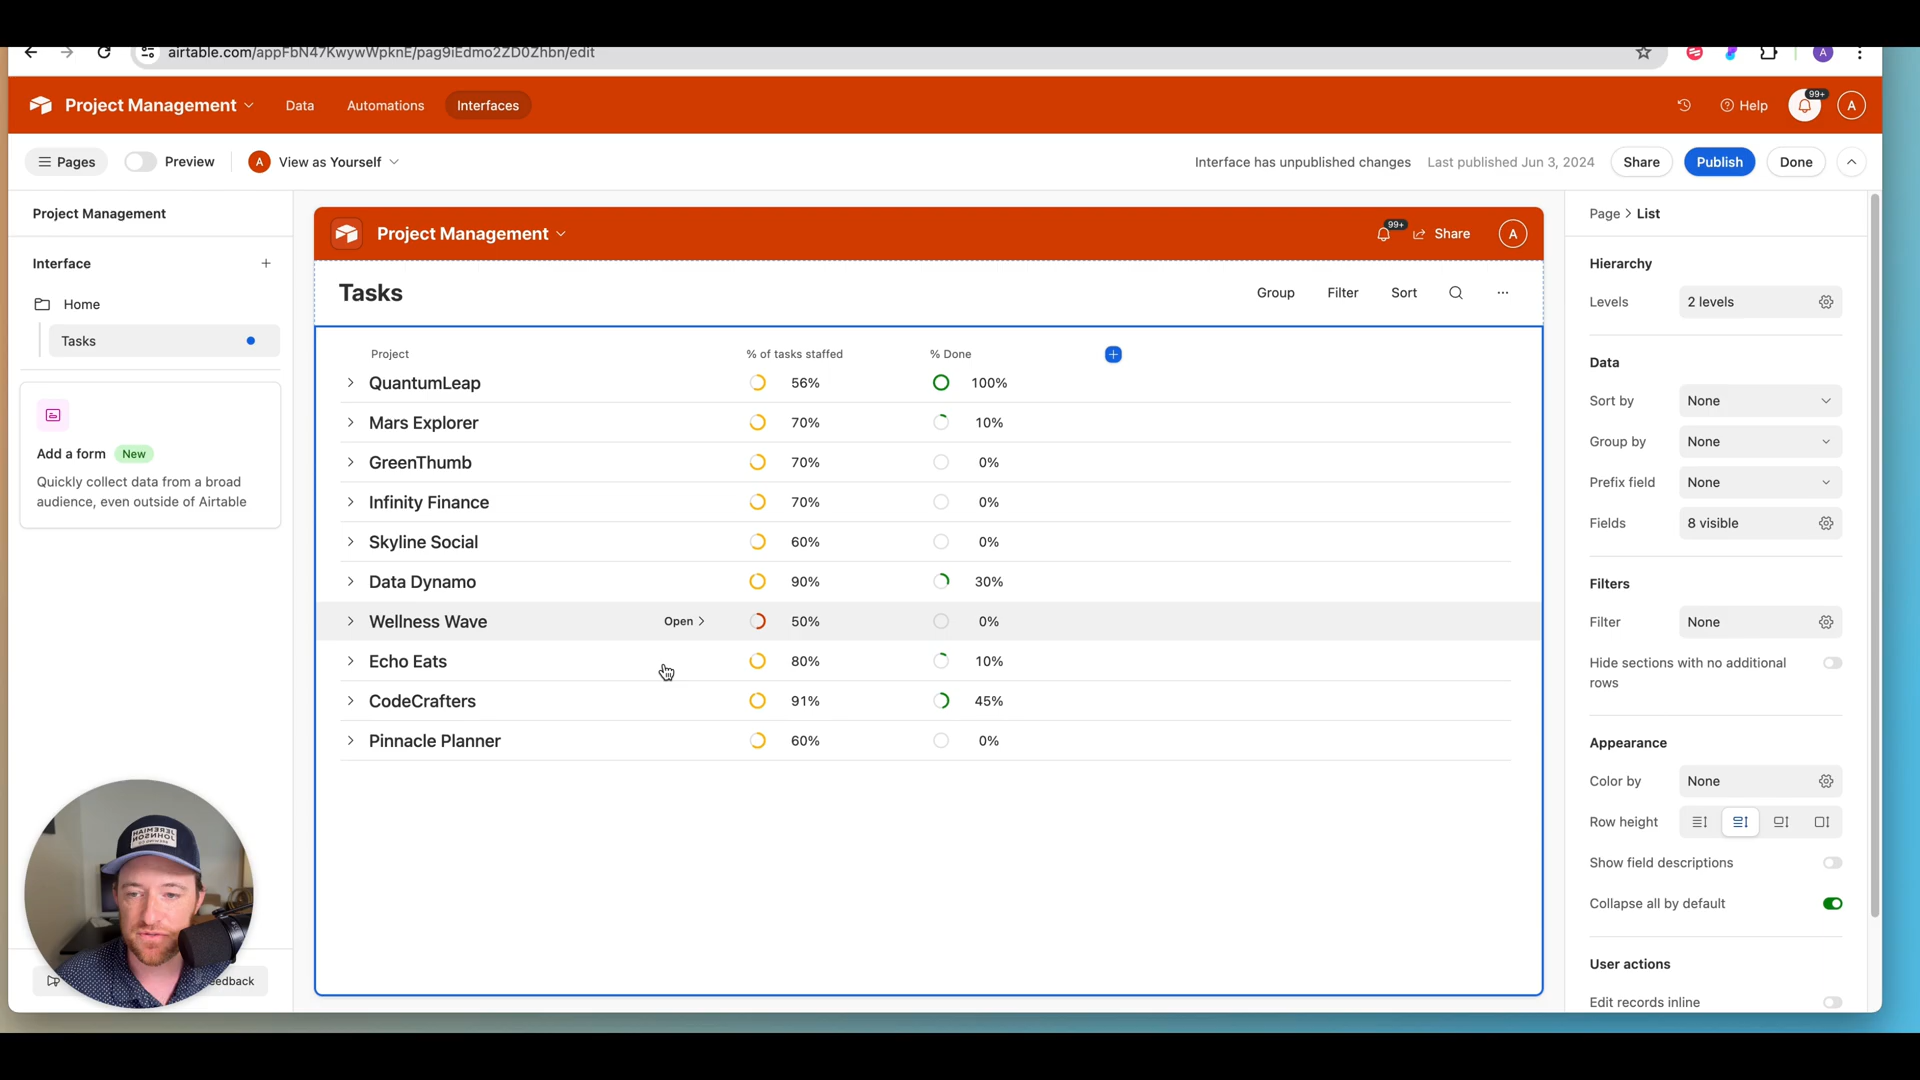 airtable.com/appFbN47KwywWpknE/pag9iEdmo2ZD0Zhbn/edit
A
Project Management
Data
Automations
Interfaces
Help
99+
A
Pages
Preview
A
View as Yourself
Interface has unpublished changes
Last published Jun 3, 2024
Share
Publish
Done
Project Management
Interface
Home
Tasks
Add a form
New
Quickly collect data from a broad
audience, even outside of Airtable
edback
Project Management
99+
Share
A
Tasks
Group
Filter
Sort
Project
% of tasks staffed
% Done
QuantumLeap 56% 100%
Mars Explorer 70% 10%
GreenThumb 70% 0%
Infinity Finance 70% 0%
Skyline Social 60% 0%
Data Dynamo 90% 30%
Wellness Wave Open 50% 0%
Echo Eats 80% 10%
CodeCrafters 91% 45%
Pinnacle Planner 60% 0%
Page > List
Hierarchy
Levels 2 levels
Data
Sort by None
Group by None
Prefix field None
Fields 8 visible
Filters
Filter None
Hide sections with no additional
rows
Appearance
Color by None
Row height
Show field descriptions
Collapse all by default
User actions
Edit records inline
JEREMIAH
JOHNSON